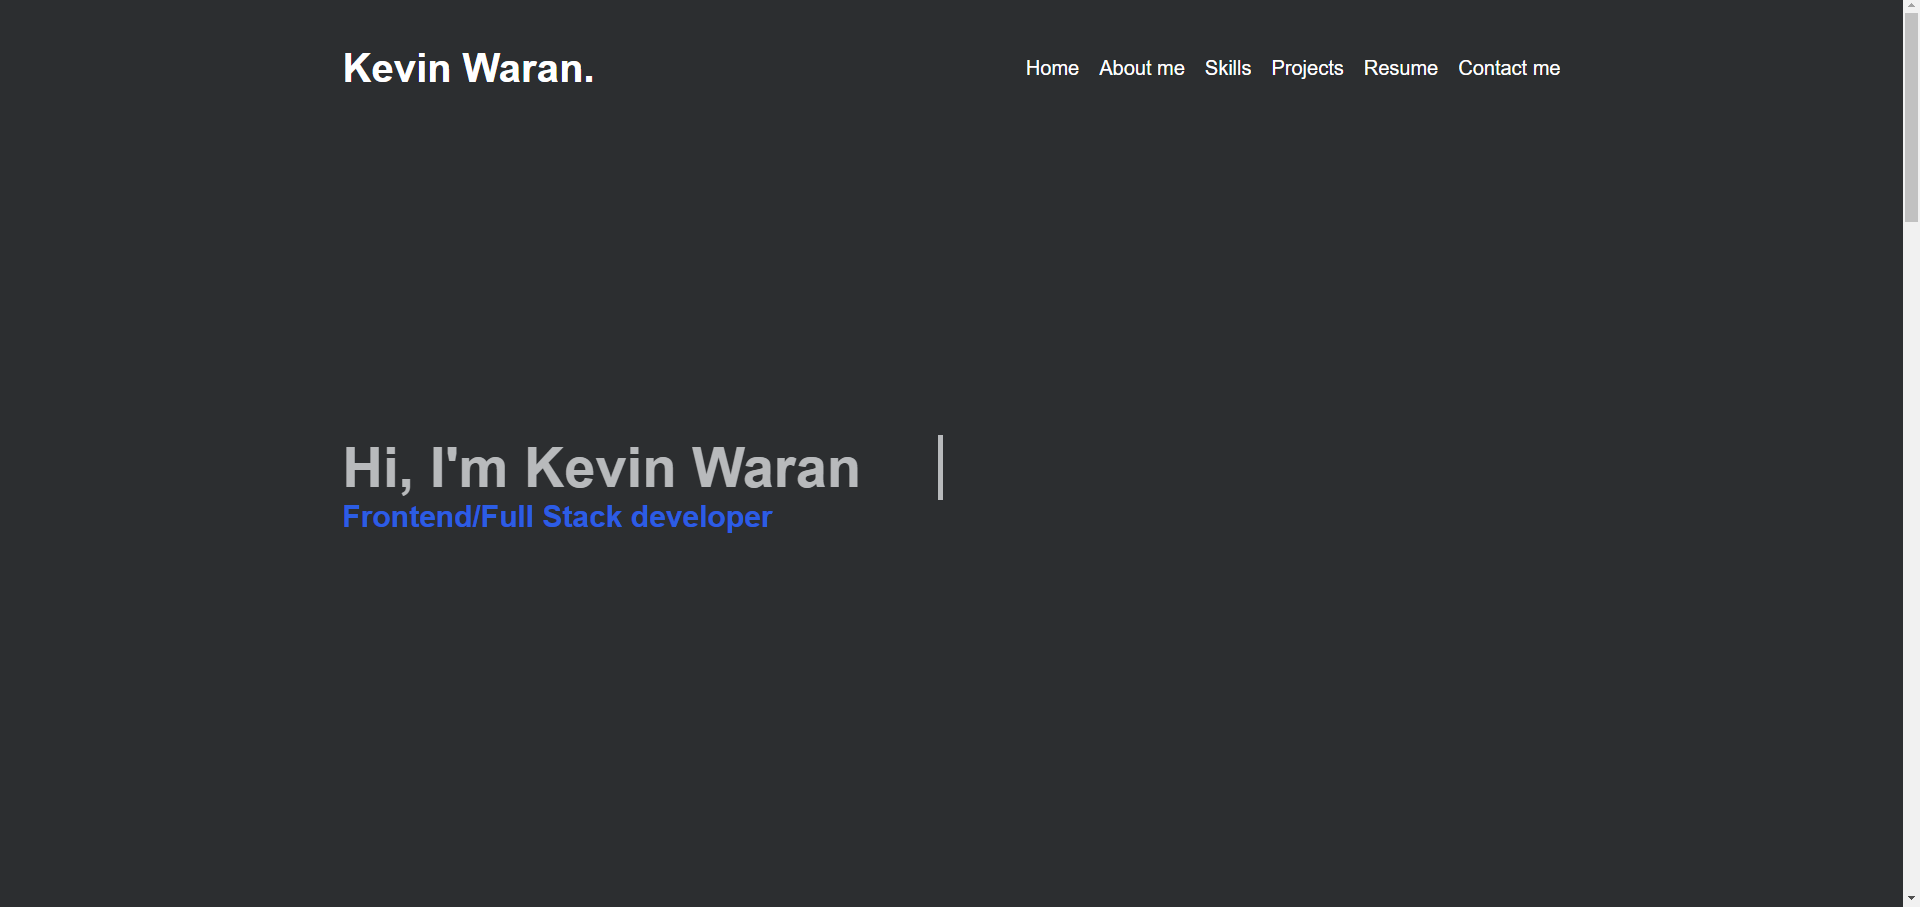 Kevin Waran.
Home About me Skills Projects Resume Contact me
Hi, I'm Kevin Waran
Frontend/Full Stack developer